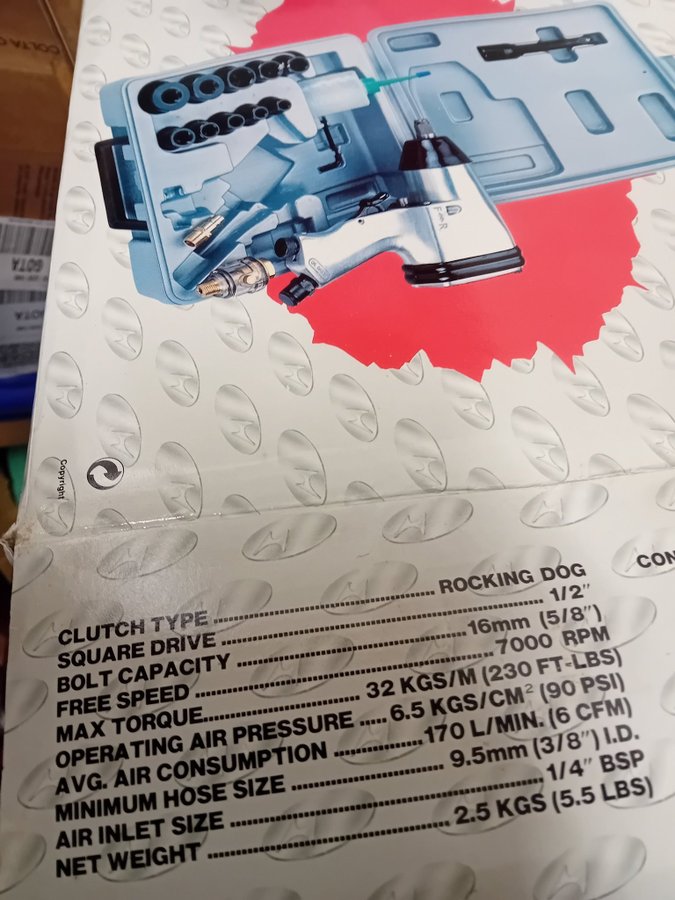 COLTA
GOTA
F⇔R
Copyright
CON
CLUTCH TYPE ........................ ROCKING DOG
SQUARE DRIVE ........................ 1/2"
BOLT CAPACITY ........................ 16mm (5/8")
FREE SPEED ........................ 7000 RPM
MAX TORQUE ........................ 32 KGS/M (230 FT-LBS)
OPERATING AIR PRESSURE ..... 6.5 KGS/CM² (90 PSI)
AVG. AIR CONSUMPTION ............ 170 L/MIN. (6 CFM)
MINIMUM HOSE SIZE ........................ 9.5mm (3/8") I.D.
AIR INLET SIZE ........................ 1/4" BSP
NET WEIGHT ........................ 2.5 KGS (5.5 LBS)